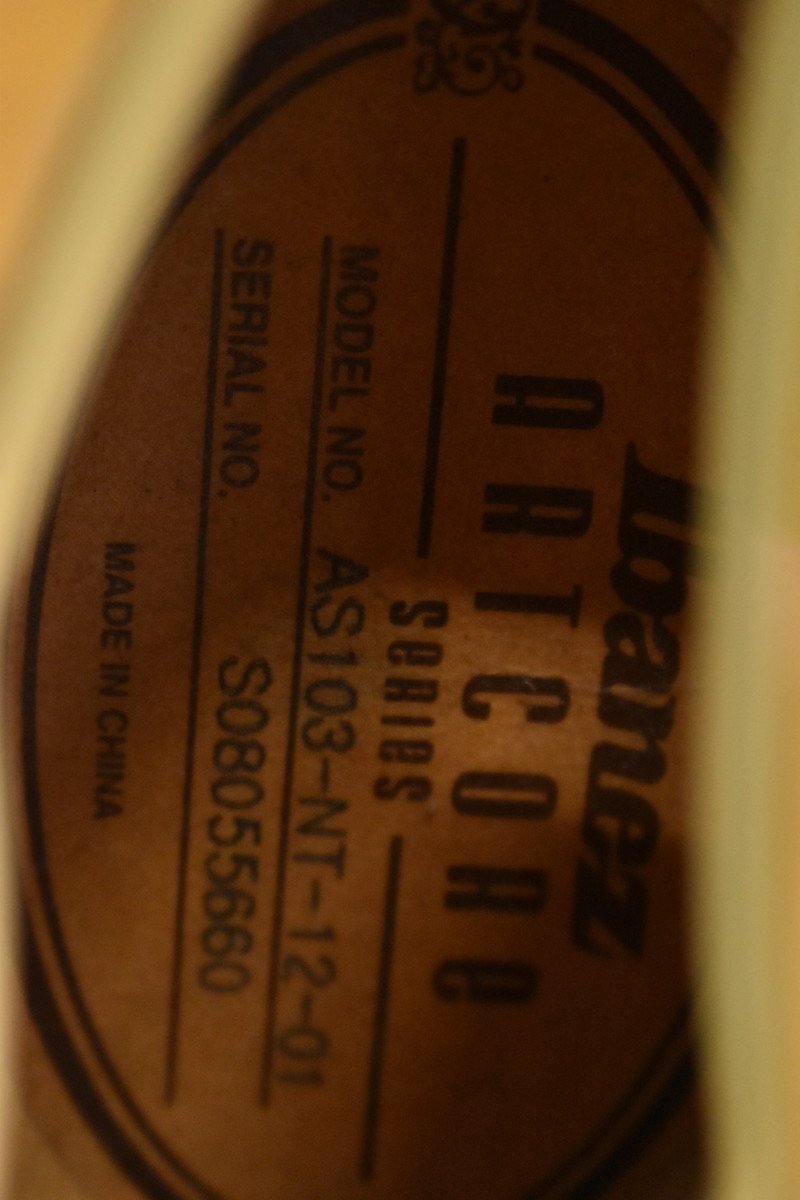 Ibanez
ARTCORE
SERIES
MODEL NO. AS103-NT-12-01
SERIAL NO. S08055660
MADE IN CHINA